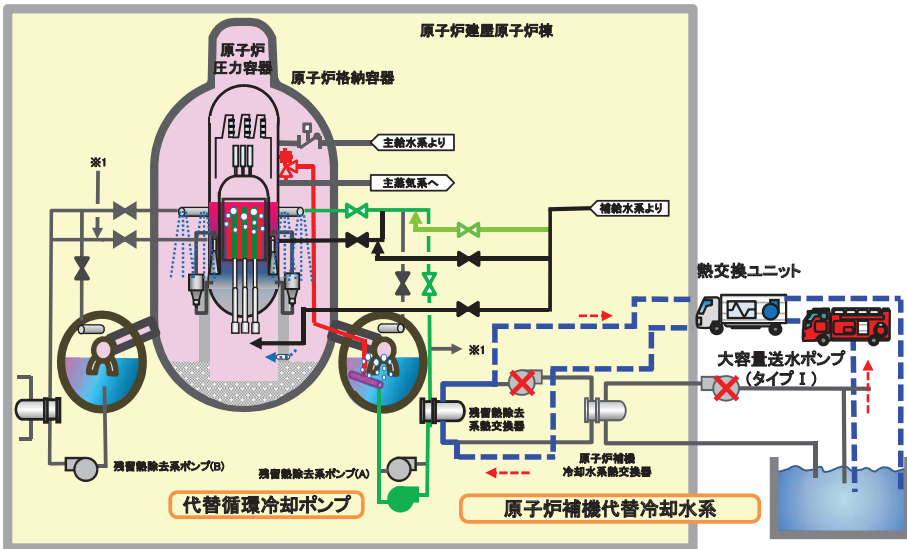 原子炉建屋原子炉棟
原子炉
圧力容器
原子炉格納容器
主給水系より
※1
主蒸気系へ
補給水系より
熱交換ユニット
※1
大容量送水ポンプ
(タイプⅠ)
残留熱除去
系熱交換器
原子炉補機
冷却水系熱交換器
残留熱除去系ポンプ(B)
残留熱除去系ポンプ(A)
代替循環冷却ポンプ
原子炉補機代替冷却水系